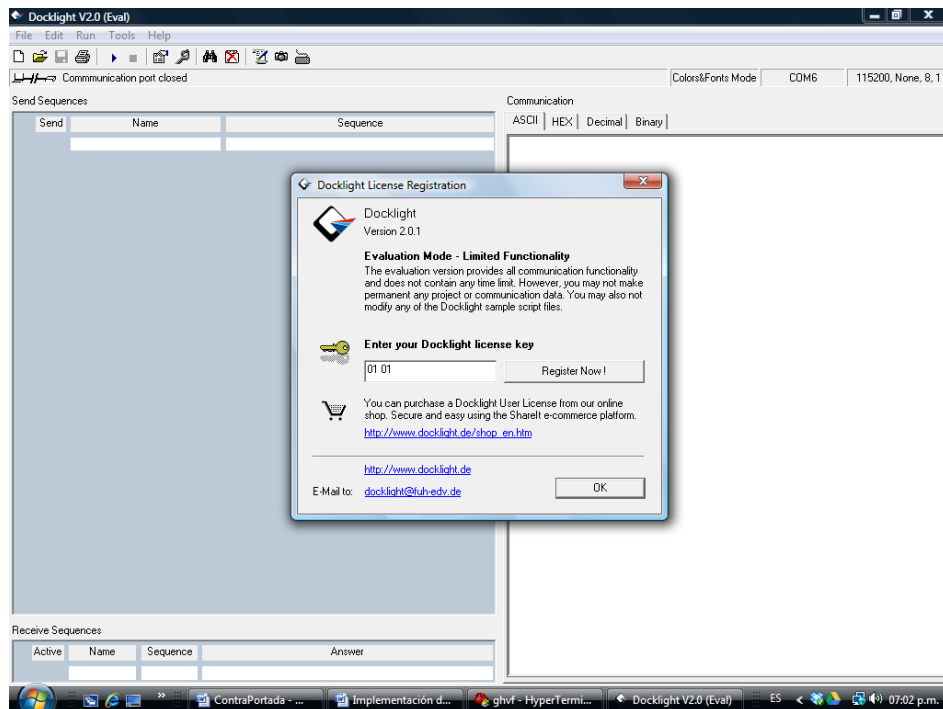 Docklight V2.0 (Eval)
File Edit Run Tools Help
Commmunication port closed
Colors&Fonts Mode COM6 115200, None, 8, 1
Send Sequences
Send Name Sequence
Communication
ASCII HEX Decimal Binary
Docklight License Registration
Docklight
Version 2.0.1
Evaluation Mode - Limited Functionality
The evaluation version provides all communication functionality
and does not contain any time limit. However, you may not make
permanent any project or communication data. You may also not
modify any of the Docklight sample script files.
Enter your Docklight license key
01 01
Register Now !
You can purchase a Docklight User License from our online
shop. Secure and easy using the ShareIt e-commerce platform.
http://www.docklight.de/shop_en.htm
http://www.docklight.de
E-Mail to: docklight@fuh-edv.de
OK
Receive Sequences
Active Name Sequence Answer
ContraPortada - ... Implementación d... ghvf - HyperTermi... Docklight V2.0 (Eval) ES 07:02 p.m.